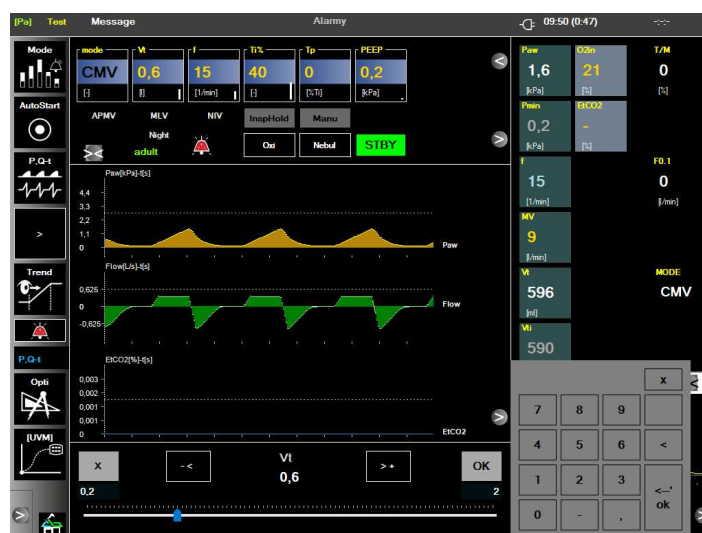 [Pa] Test Message Alarmy 09:50 (0:47) -:-:-
Mode
AutoStart
P,Q-t
>
Trend
P,Q-t
Opti
[UVM]
>
mode Vt f Ti% Tp PEEP
CMV 0,6 15 40 0 0,2
[-] [l] [1/min] [-] [%Ti] [kPa]
<
APMV MLV NIV InspHold Manu
Night
adult Oxi Nebul STBY
><
>
Paw[kPa]-t[s]
4,4
3,3
2,2
1,1
0
Paw
Flow[L/s]-t[s]
0,625
0
-0,625
Flow
EtCO2[%]-t[s]
0,003
0,002
0,001
0,001
0
EtCO2
>
x -< Vt >+ OK
0,6
0,2 2
Paw O2in T/M
1,6 21 0
[kPa] [%] [%]
Pmin EtCO2
0,2 -
[kPa] [%]
f F0.1
15 0
[1/min] [l/min]
MV
9
[l/min]
Vt MODE
596 CMV
[ml]
Vti
590
x
<
7 8 9
4 5 6 <
1 2 3 <---'
ok
0 - ,
>